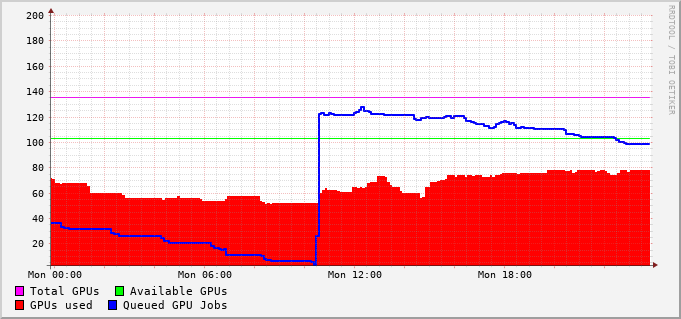 200
180
160
140
120
100
80
60
40
20
Mon 00:00 Mon 06:00 Mon 12:00 Mon 18:00
Total GPUs Available GPUs
GPUs used Queued GPU Jobs
RRDTOOL / TOBI OETIKER